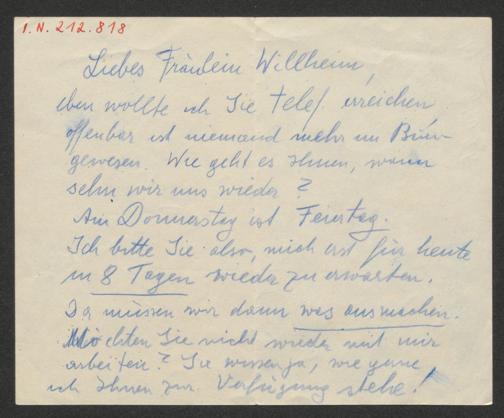 I.N. 212.818
Liebes Fräulein Willheim,
eben wollte ich Sie telef. erreichen
offenbar ist niemand mehr im Büro
gewesen. Wie geht es Ihnen, wann
sehn wir uns wieder?
Am Donnerstag ist Feiertag.
Ich bitte Sie also, mich erst für heute
in 8 Tagen wieder zu erwarten.
Da müssen wir dann was ausmachen.
Möchten Sie nicht wieder mit mir
arbeiten? Sie wissen ja, wie gerne
ich Ihnen zur Verfügung stehe!